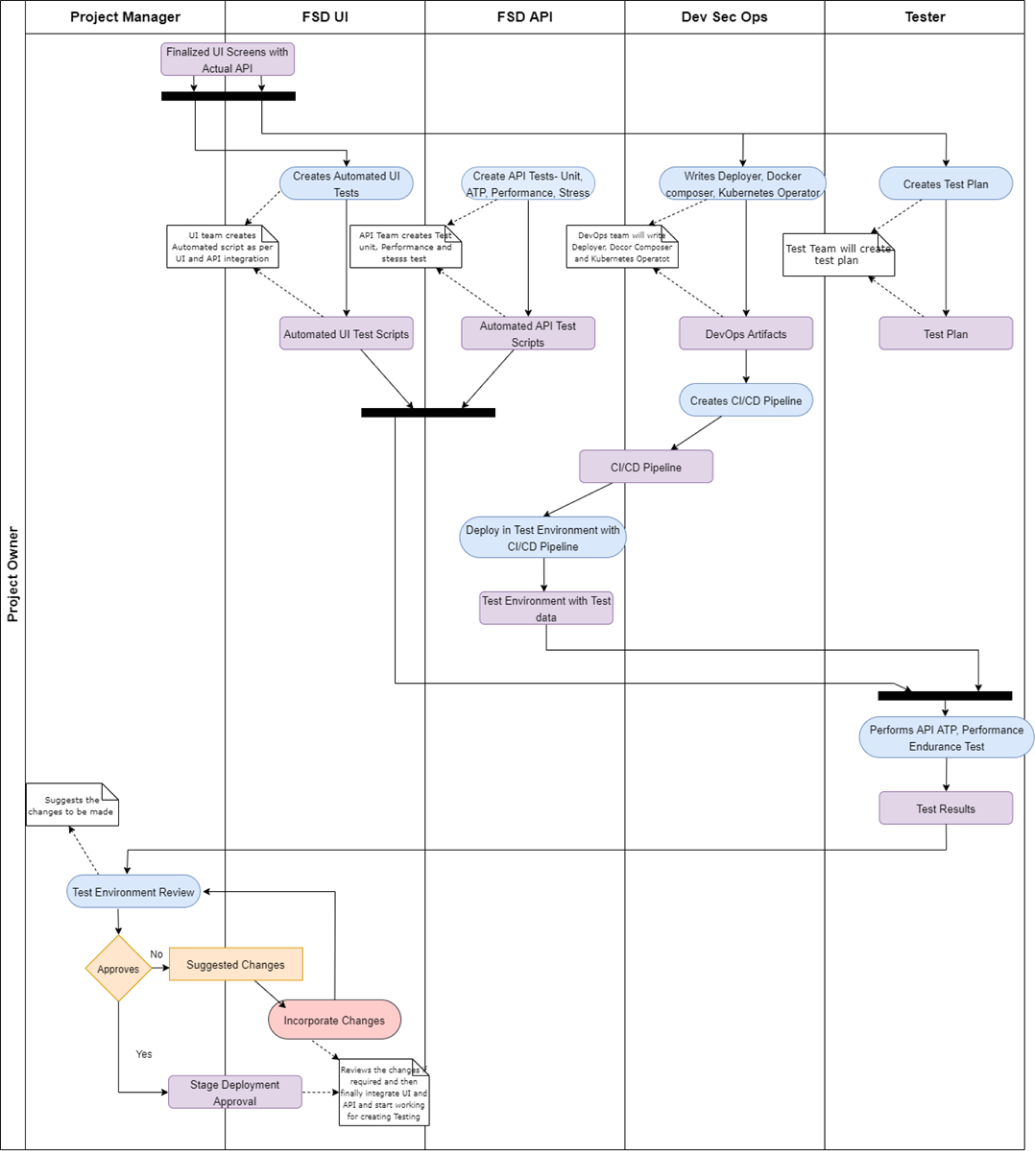 Project Manager
FSD UI
FSD API
Dev Sec Ops
Tester
Project Owner
Finalized UI Screens with
Actual API
Creates Automated UI
Tests
Create API Tests- Unit,
ATP, Performance, Stress
Writes Deployer, Docker
composer, Kubernetes Operator
Creates Test Plan
UI team creates
Automated script as per
UI and API integration
API Team creates Test
unit, Performance and
stesss test
DevOps team will write
Deployer, Docor Composer
and Kubernetes Operatot
Test Team will create
test plan
Automated UI Test Scripts
Automated API Test
Scripts
DevOps Artifacts
Test Plan
Creates CI/CD Pipeline
CI/CD Pipeline
Deploy in Test Environment with
CI/CD Pipeline
Test Environment with Test
data
Performs API ATP, Performance
Endurance Test
Test Results
Suggests the
changes to be made
Test Environment Review
Approves
No
Suggested Changes
Incorporate Changes
Yes
Stage Deployment
Approval
Reviews the changes if
required and then
finally integrate UI and
API and start working
for creating Testing